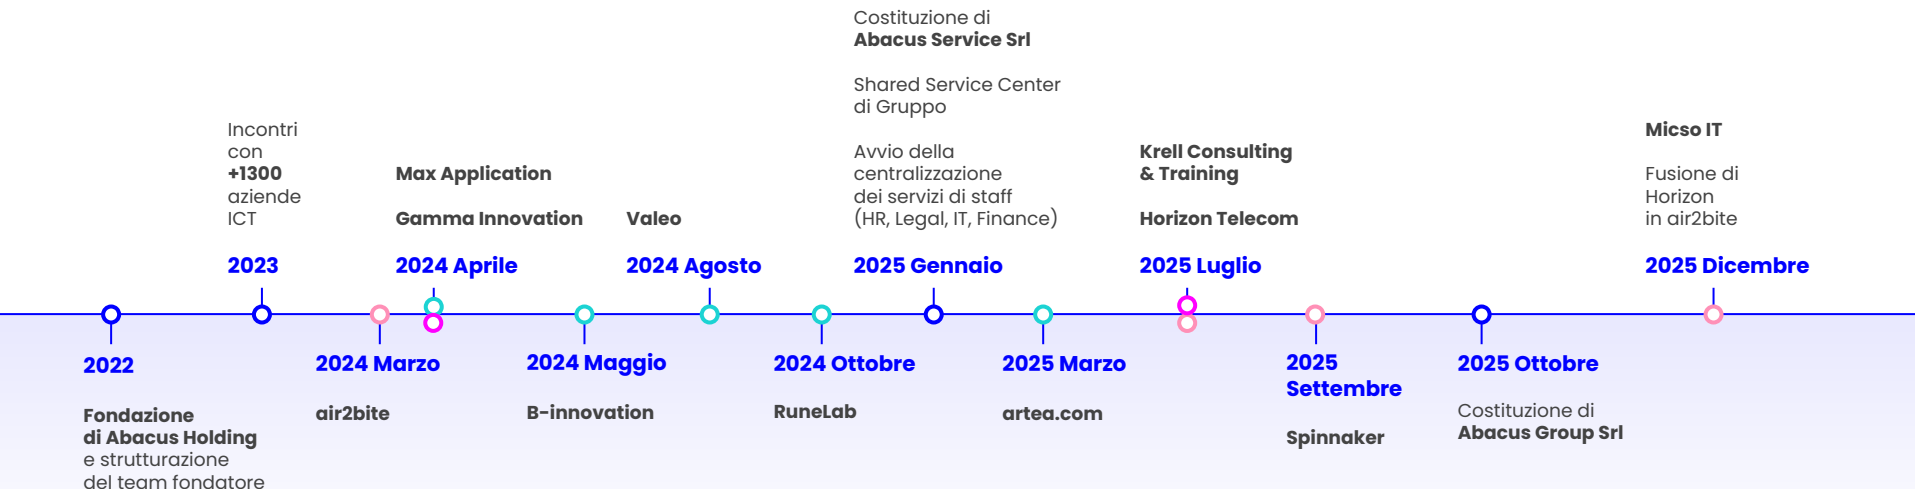 2022
Fondazione
di Abacus Holding
e strutturazione
del team fondatore
Incontri
con
+1300
aziende
ICT
2023
2024 Marzo
air2bite
Max Application
Gamma Innovation
2024 Aprile
2024 Maggio
B-innovation
Valeo
2024 Agosto
2024 Ottobre
RuneLab
Costituzione di
Abacus Service Srl
Shared Service Center
di Gruppo
Avvio della
centralizzazione
dei servizi di staff
(HR, Legal, IT, Finance)
2025 Gennaio
2025 Marzo
artea.com
Krell Consulting
& Training
Horizon Telecom
2025 Luglio
2025
Settembre
Spinnaker
2025 Ottobre
Costituzione di
Abacus Group Srl
Micso IT
Fusione di
Horizon
in air2bite
2025 Dicembre